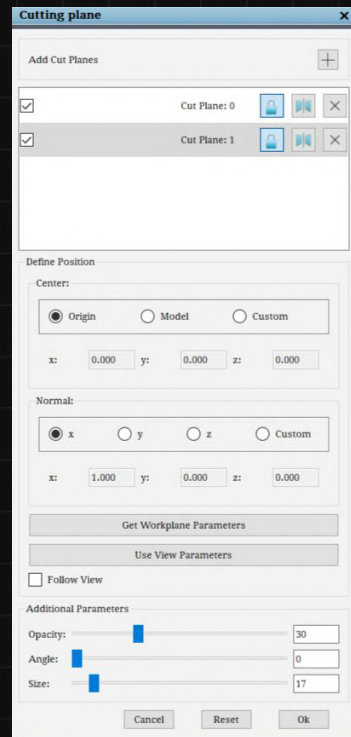 Cutting plane
Add Cut Planes
Cut Plane: 0
Cut Plane: 1
Define Position
Center:
Origin Model Custom
x: 0.000 y: 0.000 z: 0.000
Normal:
x y z Custom
x: 1.000 y: 0.000 z: 0.000
Get Workplane Parameters
Use View Parameters
Follow View
Additional Parameters
Opacity: 30
Angle: 0
Size: 17
Cancel Reset Ok